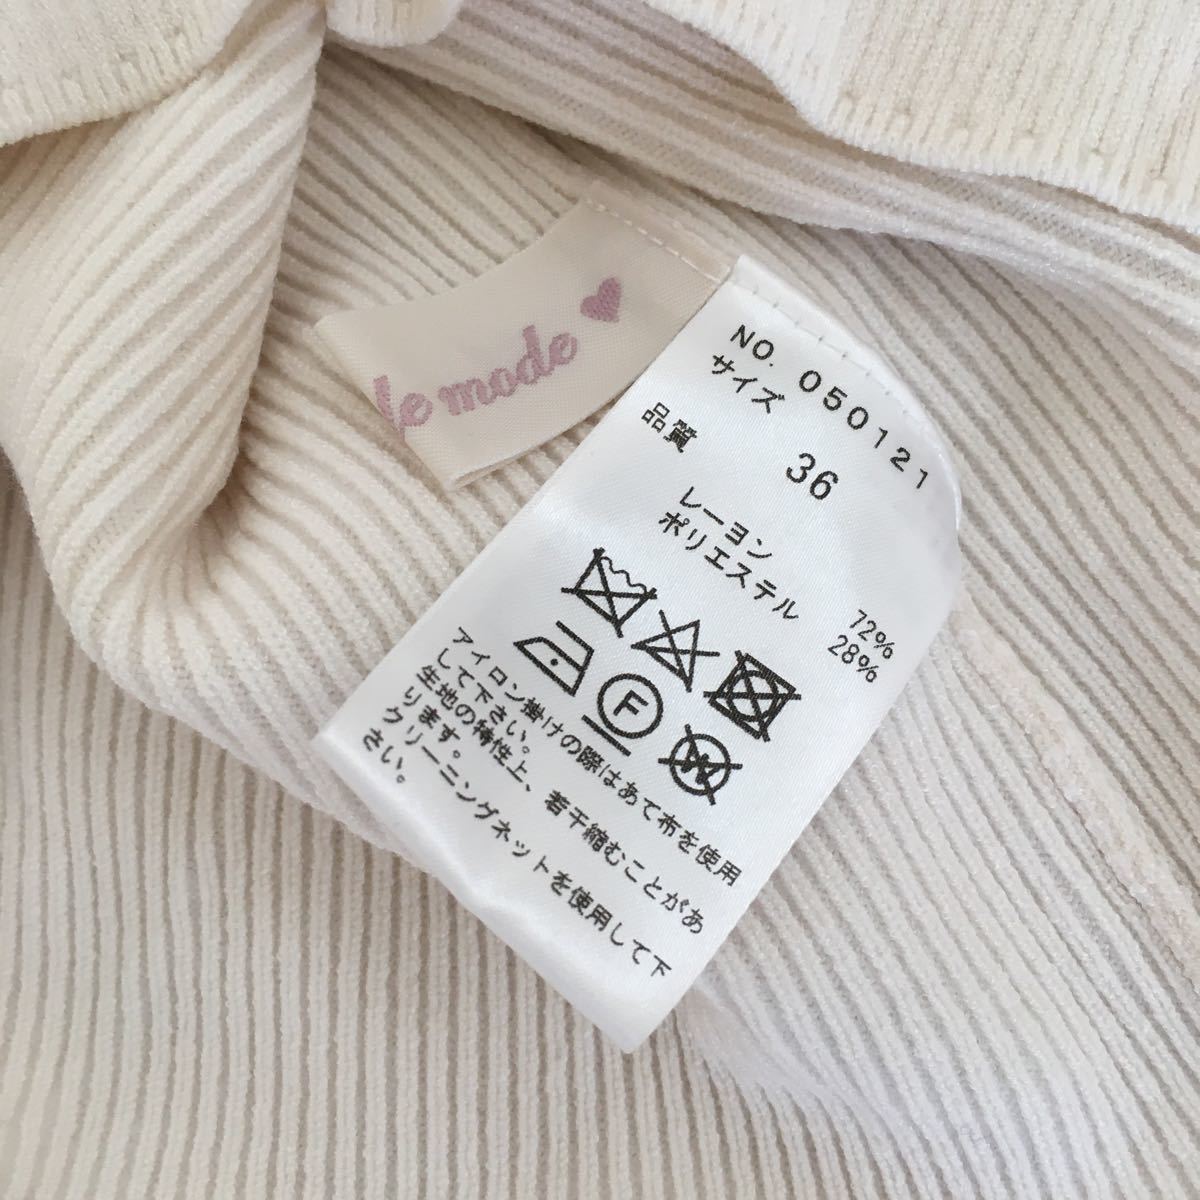 de mode
NO. 050121
サイズ
36
品質
レーヨン 72%
ポリエステル 28%
F
W
アイロン掛けの際はあて布を使用
して下さい。
生地の特性上、若干縮むことがあ
ります。
クリーニングネットを使用して下
さい。